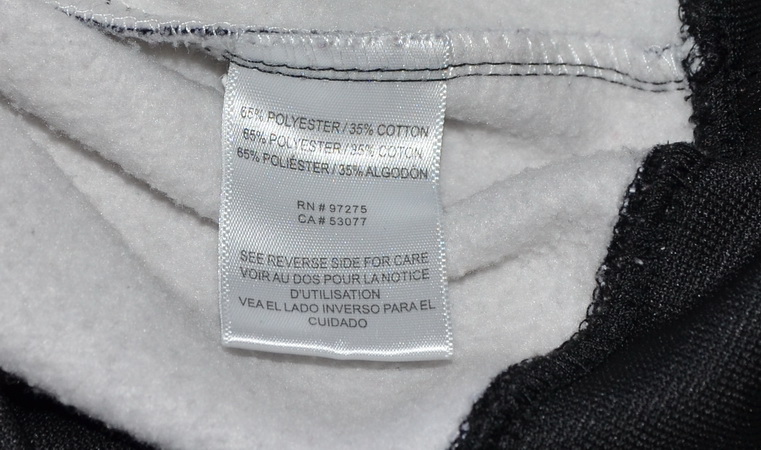 65% POLYESTER / 35% COTTON
65% POLYESTER / 35% COTON
65% POLIÉSTER / 35% ALGODÓN
RN # 97275
CA # 53077
SEE REVERSE SIDE FOR CARE
VOIR AU DOS POUR LA NOTICE
D'UTILISATION
VEA EL LADO INVERSO PARA EL
CUIDADO